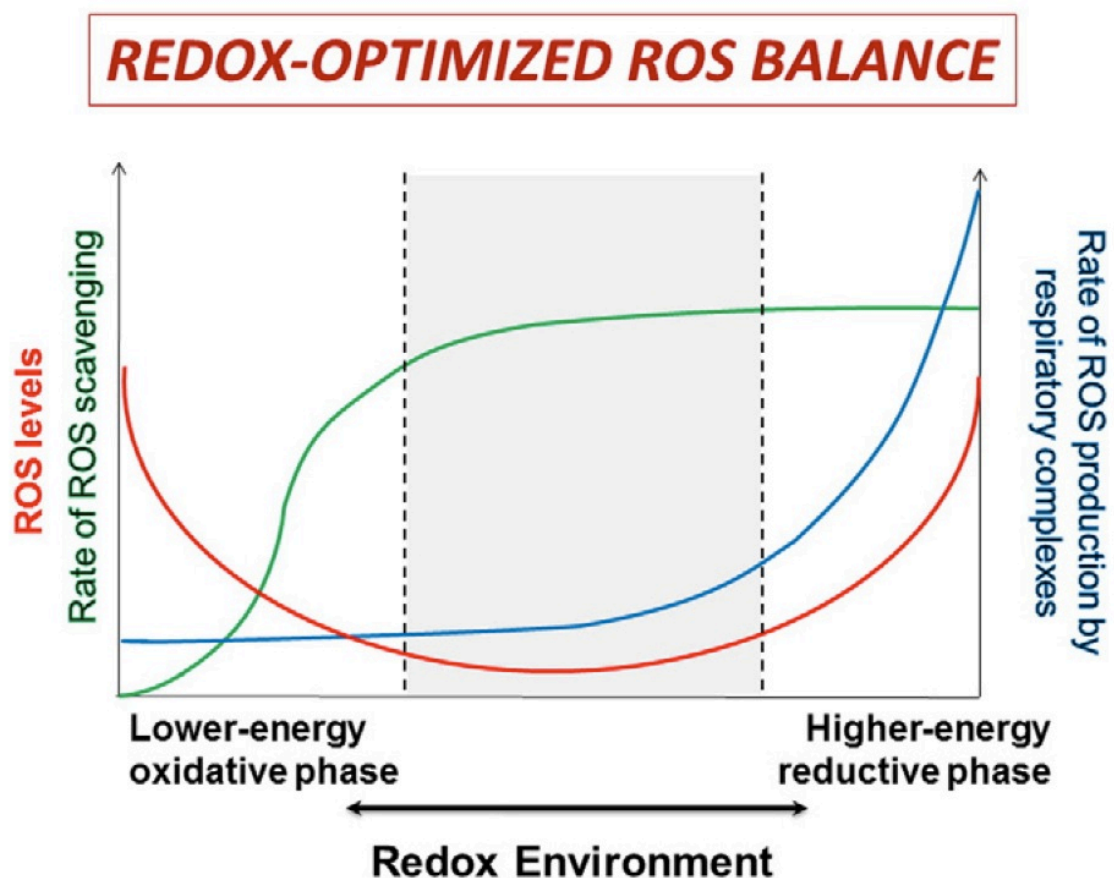 REDOX-OPTIMIZED ROS BALANCE
ROS levels
Rate of ROS scavenging
Rate of ROS production by
respiratory complexes
Lower-energy
oxidative phase
Higher-energy
reductive phase
Redox Environment